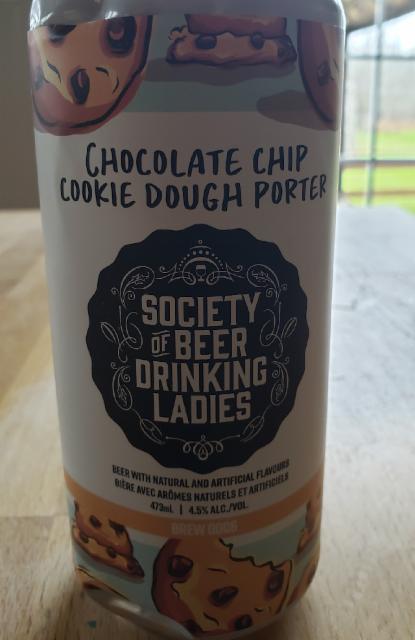 CHOCOLATE CHIP
COOKIE DOUGH PORTER
SOCIETY
OF BEER
DRINKING
LADIES
BEER WITH NATURAL AND ARTIFICIAL FLAVOURS
BIÈRE AVEC ARÔMES NATURELS ET ARTIFICIELS
473mL | 4.5% ALC./VOL.
BREW DOGS